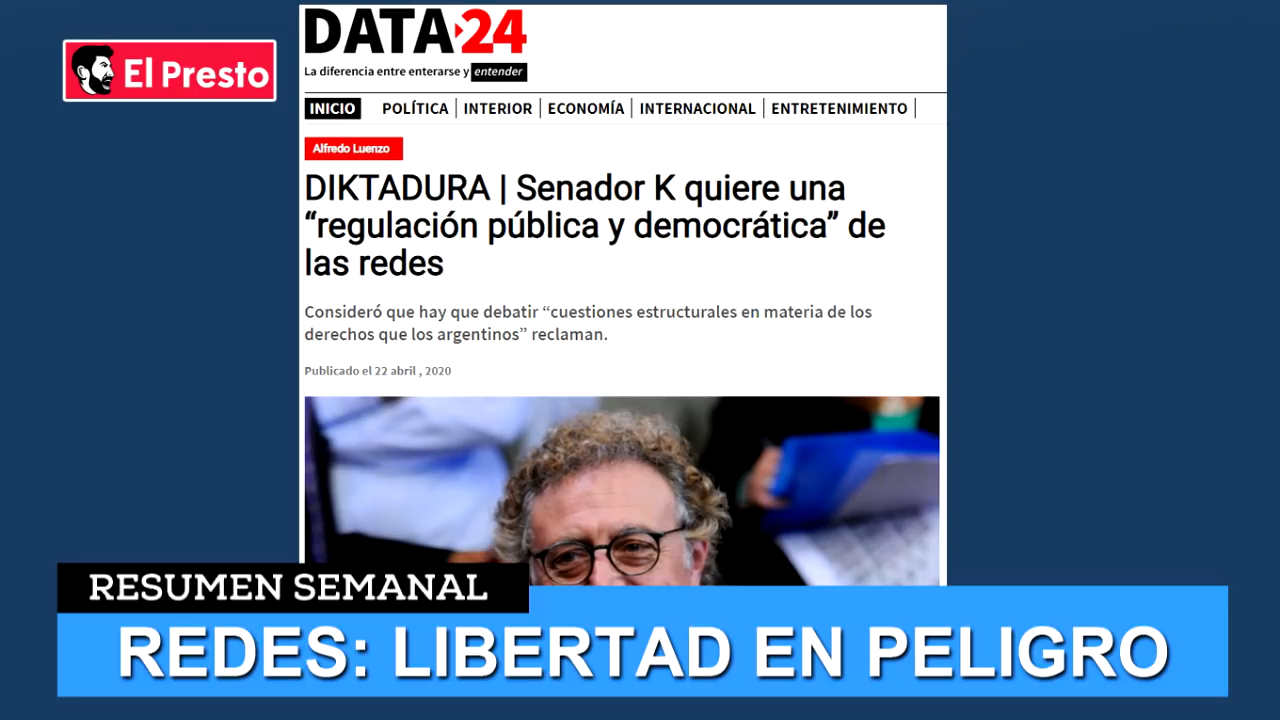 El Presto
DATA24
La diferencia entre enterarse y entender
INICIO POLÍTICA INTERIOR ECONOMÍA INTERNACIONAL ENTRETENIMIENTO
Alfredo Luenzo
DIKTADURA | Senador K quiere una
“regulación pública y democrática” de
las redes
Consideró que hay que debatir “cuestiones estructurales en materia de los
derechos que los argentinos” reclaman.
Publicado el 22 abril , 2020
RESUMEN SEMANAL
REDES: LIBERTAD EN PELIGRO